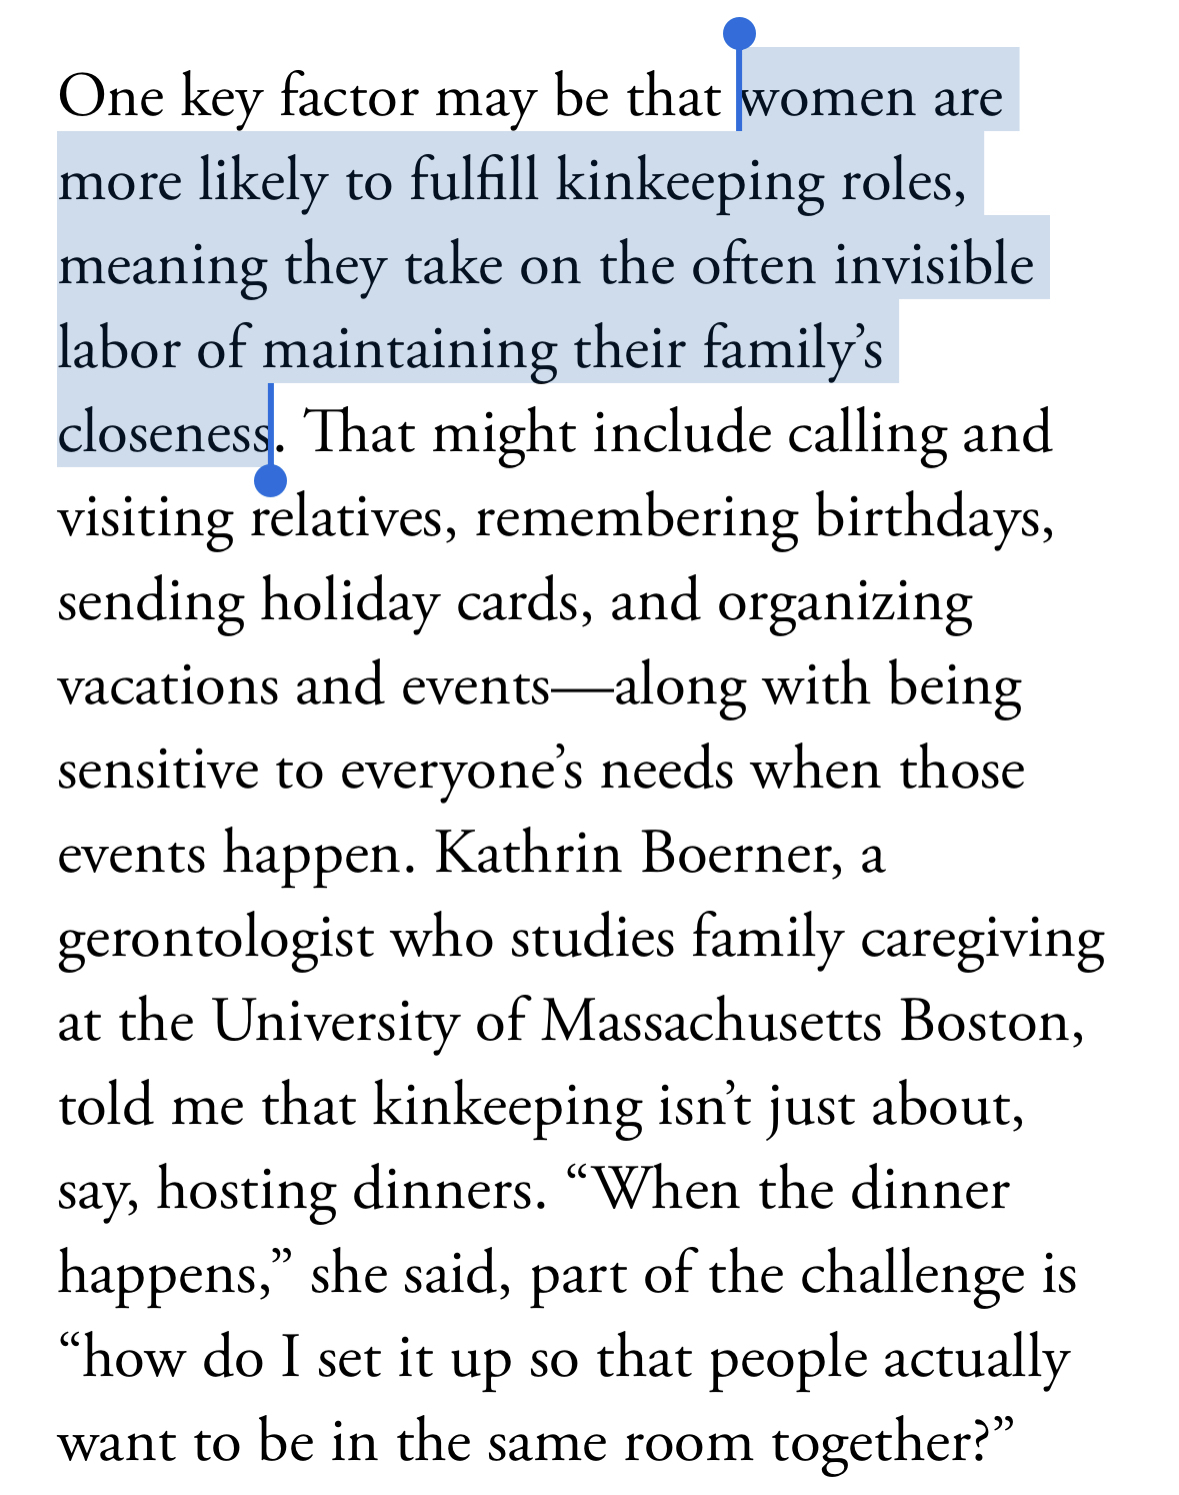 One key factor may be that women are
more likely to fulfill kinkeeping roles,
meaning they take on the often invisible
labor of maintaining their family’s
closeness. That might include calling and
visiting relatives, remembering birthdays,
sending holiday cards, and organizing
vacations and events—along with being
sensitive to everyone’s needs when those
events happen. Kathrin Boerner, a
gerontologist who studies family caregiving
at the University of Massachusetts Boston,
told me that kinkeeping isn’t just about,
say, hosting dinners. “When the dinner
happens,” she said, part of the challenge is
“how do I set it up so that people actually
want to be in the same room together?”